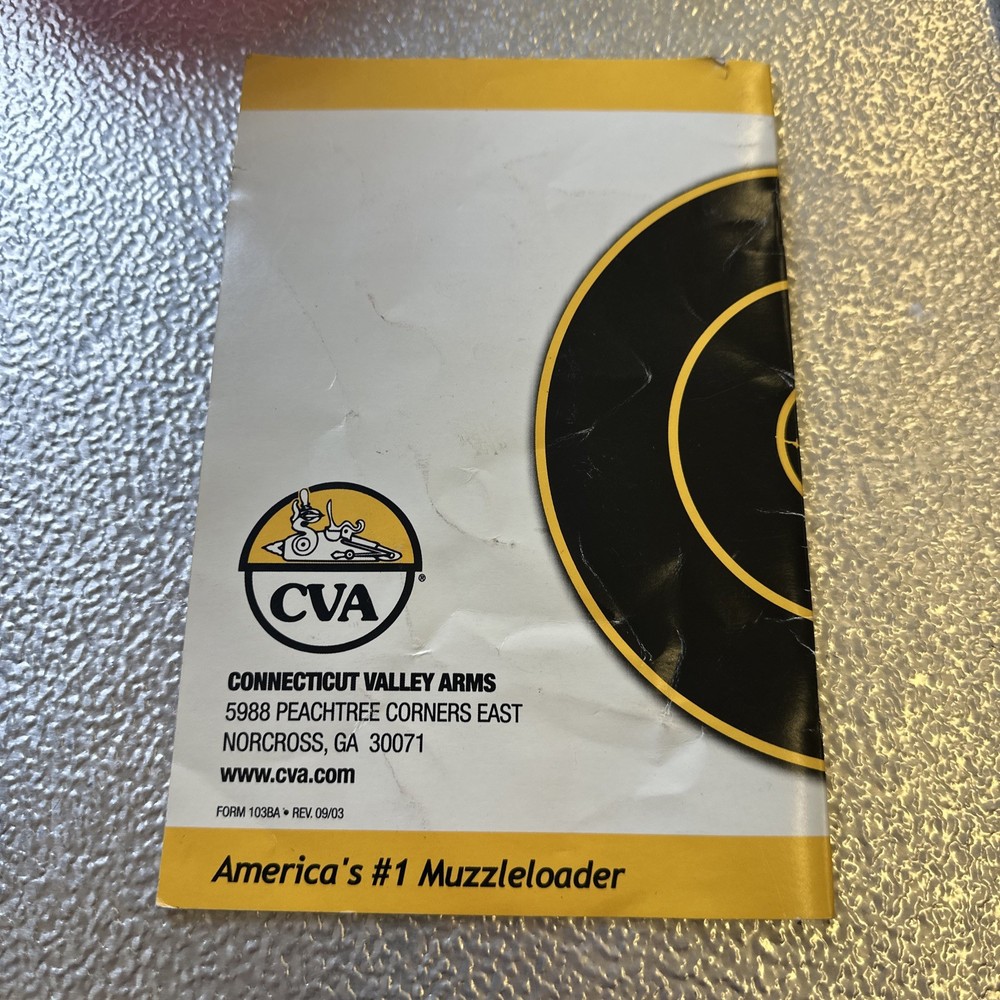 CVA®
CONNECTICUT VALLEY ARMS
5988 PEACHTREE CORNERS EAST
NORCROSS, GA 30071
www.cva.com
FORM 103BA • REV. 09/03
America's #1 Muzzleloader